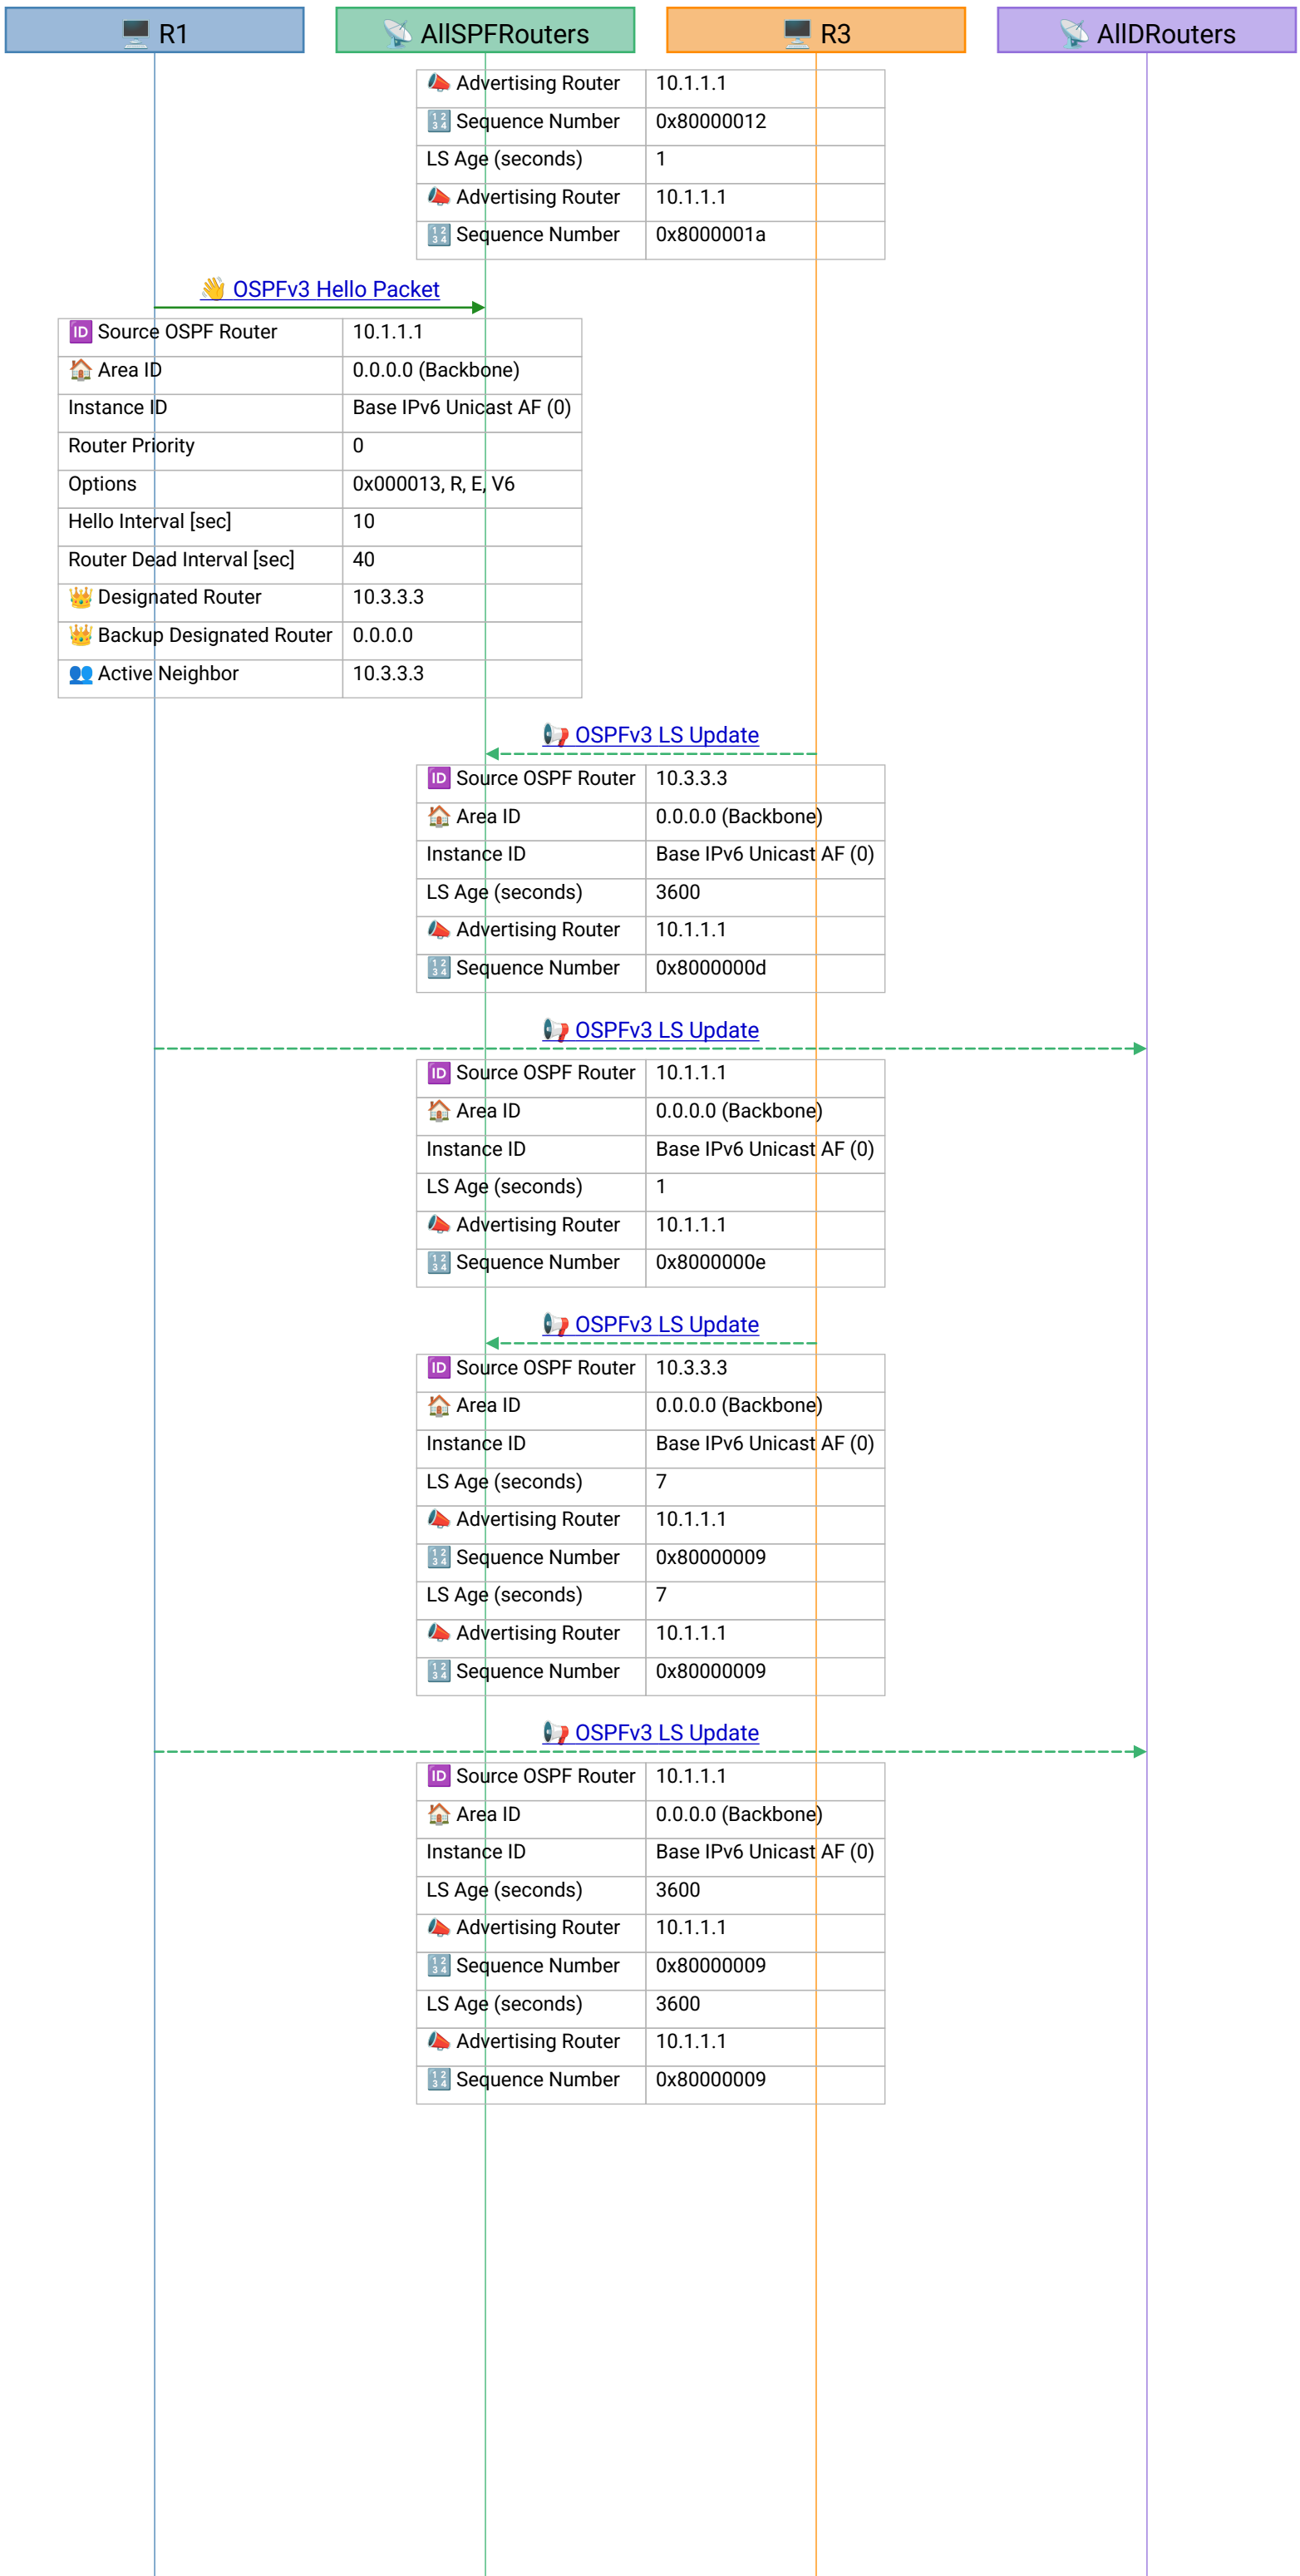 🖥️ R1 📡 AllSPFRouters 🖥️ R3 📡 AllDRouters
📣 Advertising Router 10.1.1.1
🔢 Sequence Number 0x80000012
LS Age (seconds) 1
📣 Advertising Router 10.1.1.1
🔢 Sequence Number 0x8000001a
👋 OSPFv3 Hello Packet
🆔 Source OSPF Router 10.1.1.1
🏠 Area ID 0.0.0.0 (Backbone)
Instance ID Base IPv6 Unicast AF (0)
Router Priority 0
Options 0x000013, R, E, V6
Hello Interval [sec] 10
Router Dead Interval [sec] 40
👑 Designated Router 10.3.3.3
👑 Backup Designated Router 0.0.0.0
👥 Active Neighbor 10.3.3.3
📢 OSPFv3 LS Update
🆔 Source OSPF Router 10.3.3.3
🏠 Area ID 0.0.0.0 (Backbone)
Instance ID Base IPv6 Unicast AF (0)
LS Age (seconds) 3600
📣 Advertising Router 10.1.1.1
🔢 Sequence Number 0x8000000d
📢 OSPFv3 LS Update
🆔 Source OSPF Router 10.1.1.1
🏠 Area ID 0.0.0.0 (Backbone)
Instance ID Base IPv6 Unicast AF (0)
LS Age (seconds) 1
📣 Advertising Router 10.1.1.1
🔢 Sequence Number 0x8000000e
📢 OSPFv3 LS Update
🆔 Source OSPF Router 10.3.3.3
🏠 Area ID 0.0.0.0 (Backbone)
Instance ID Base IPv6 Unicast AF (0)
LS Age (seconds) 7
📣 Advertising Router 10.1.1.1
🔢 Sequence Number 0x80000009
LS Age (seconds) 7
📣 Advertising Router 10.1.1.1
🔢 Sequence Number 0x80000009
📢 OSPFv3 LS Update
🆔 Source OSPF Router 10.1.1.1
🏠 Area ID 0.0.0.0 (Backbone)
Instance ID Base IPv6 Unicast AF (0)
LS Age (seconds) 3600
📣 Advertising Router 10.1.1.1
🔢 Sequence Number 0x80000009
LS Age (seconds) 3600
📣 Advertising Router 10.1.1.1
🔢 Sequence Number 0x80000009